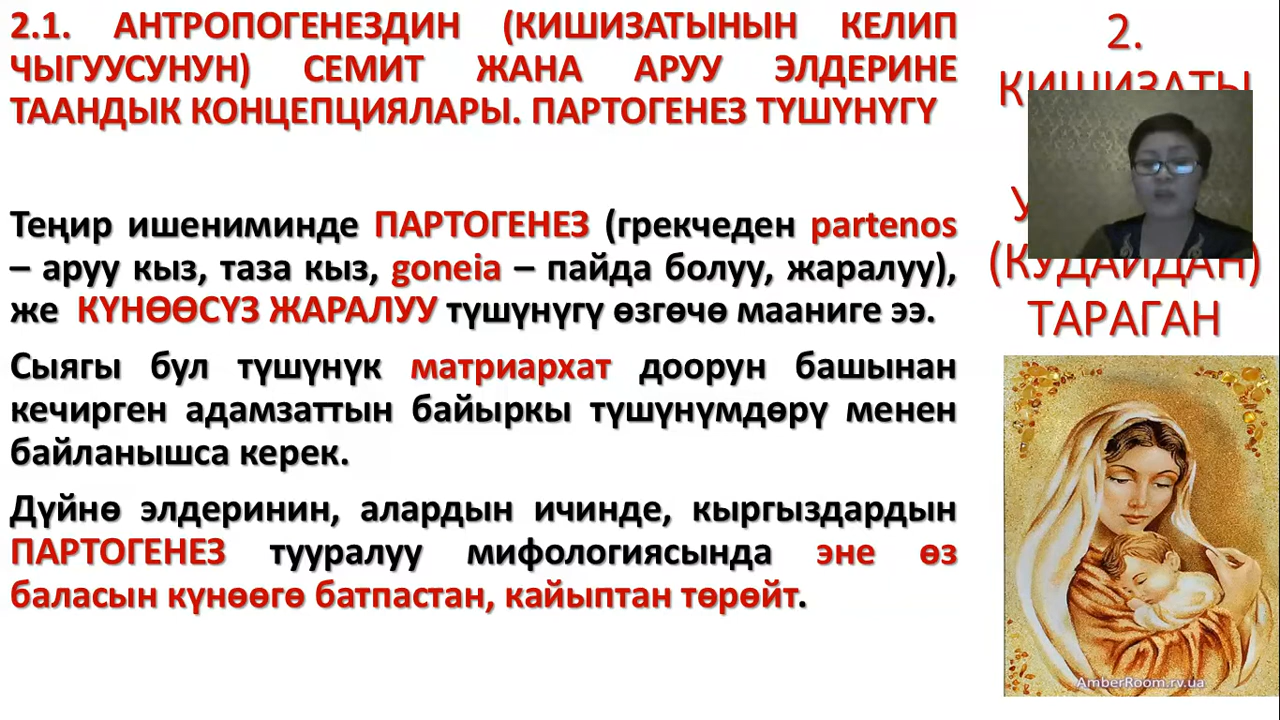 2.1. АНТРОПОГЕНЕЗДИН (КИШИЗАТЫНЫН КЕЛИП
ЧЫГУУСУНУН) СЕМИТ ЖАНА АРУУ ЭЛДЕРИНЕ
ТААНДЫК КОНЦЕПЦИЯЛАРЫ. ПАРТОГЕНЕЗ ТҮШҮНҮГҮ
Теңир ишениминде ПАРТОГЕНЕЗ (грекчеден partenos
– аруу кыз, таза кыз, goneia – пайда болуу, жаралуу),
же КҮНӨӨСҮЗ ЖАРАЛУУ түшүнүгү өзгөчө мааниге ээ.
Сыягы бул түшүнүк матриархат доорун башынан
кечирген адамзаттын байыркы түшүнүмдөрү менен
байланышса керек.
Дүйнө элдеринин, алардын ичинде, кыргыздардын
ПАРТОГЕНЕЗ тууралуу мифологиясында эне өз
баласын күнөөгө батпастан, кайыптан төрөйт.
2.
КИШИЗАТЫ
(КУДАЙДАН)
ТАРАГАН
AmberRoom.rv.ua